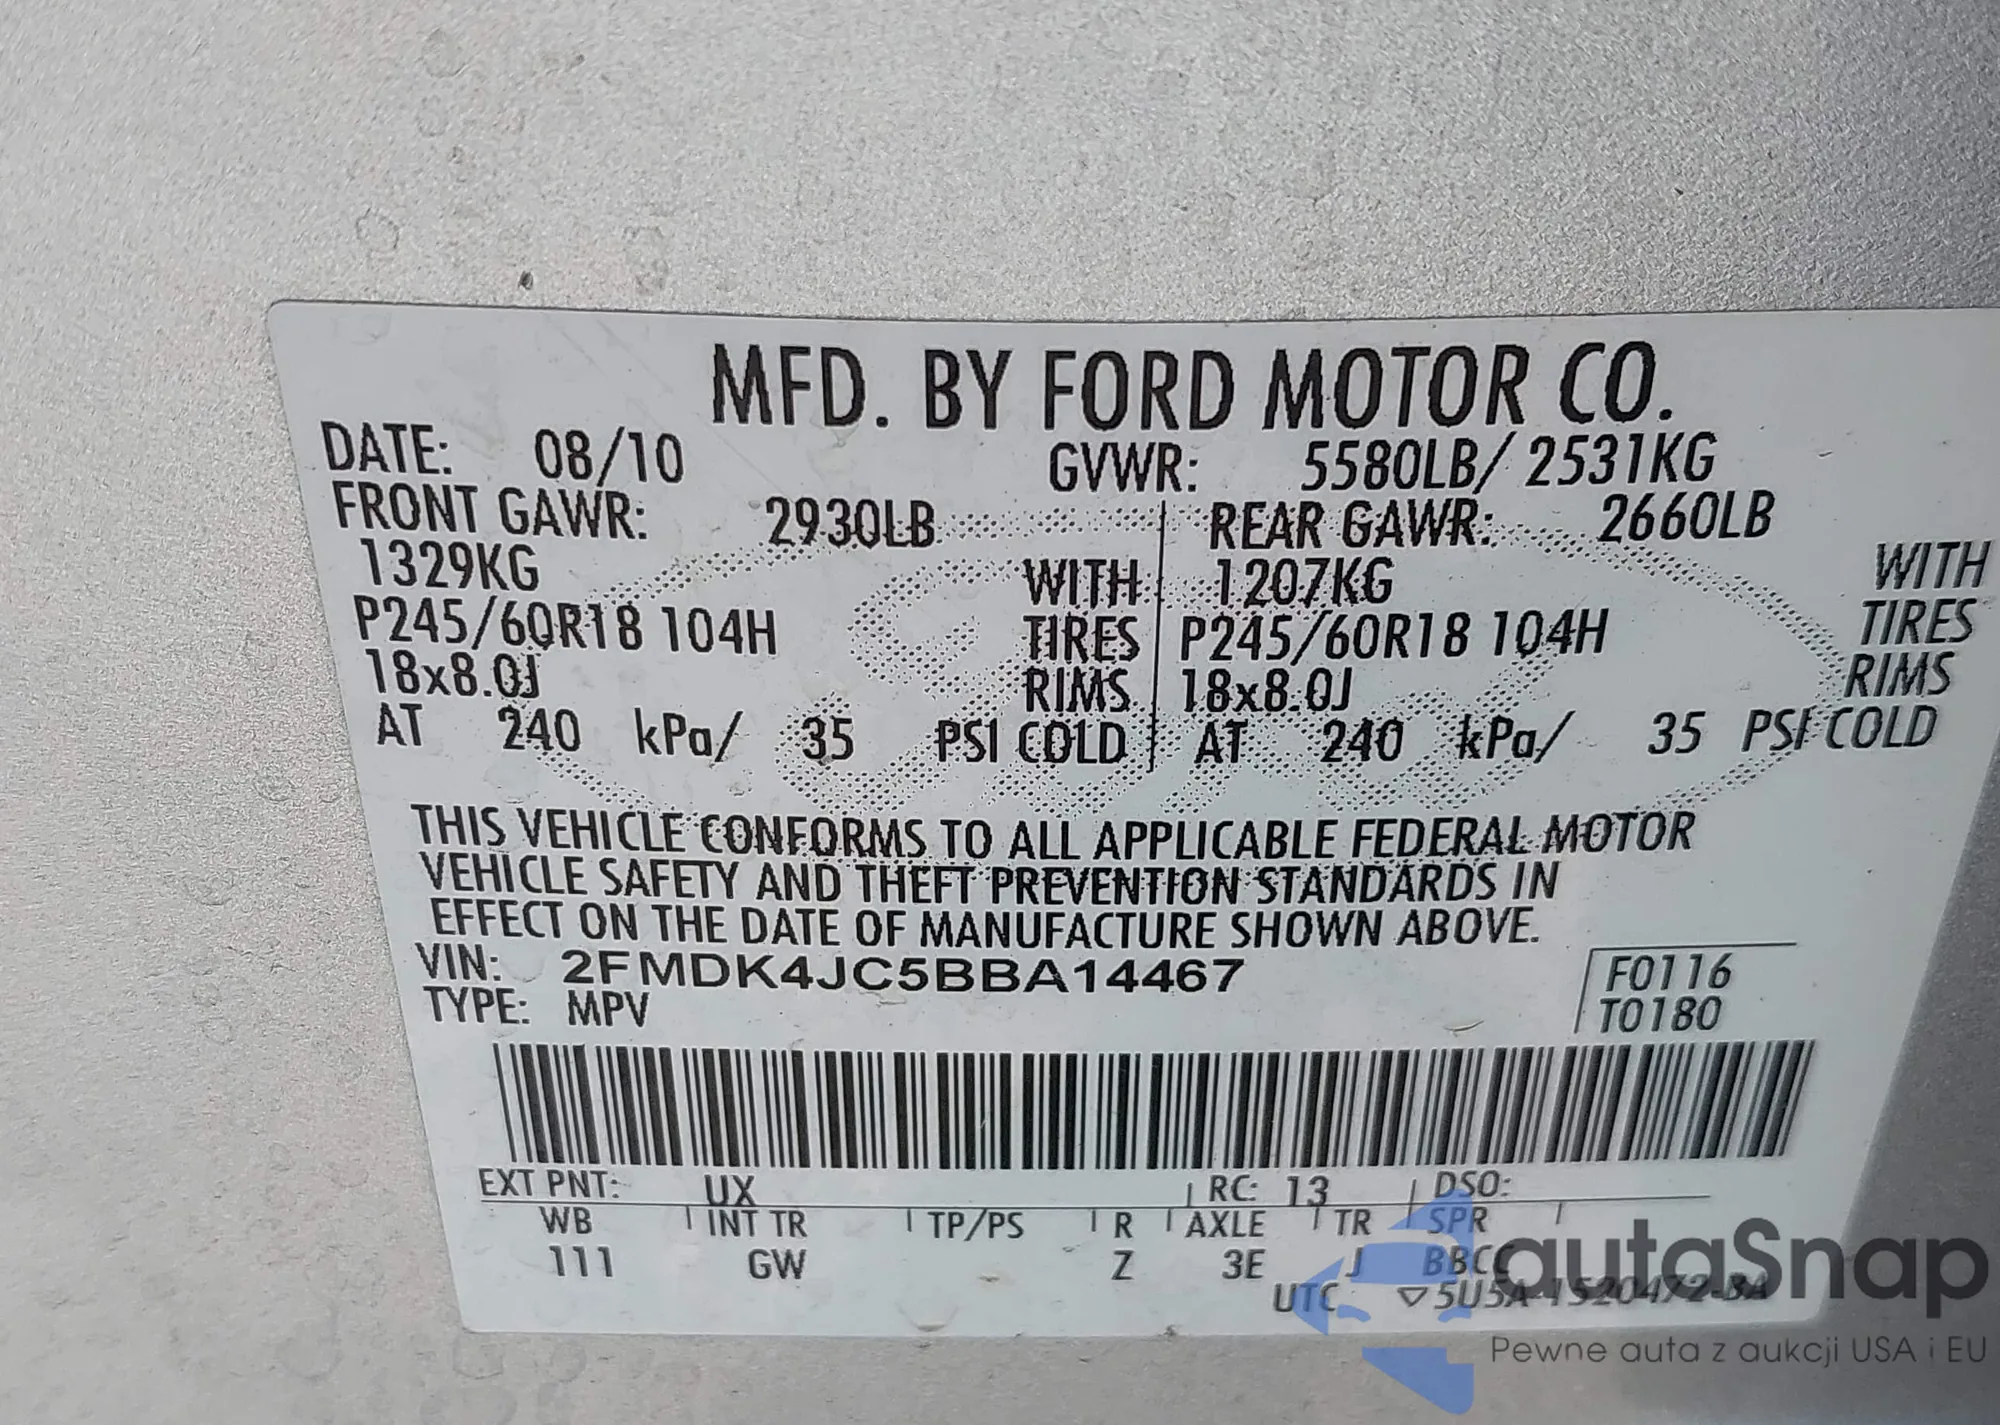 MFD. BY FORD MOTOR CO.
DATE: 08/10 GVWR: 5580LB/ 2531KG
FRONT GAWR: 2930LB REAR GAWR: 2660LB
1329KG WITH 1207KG WITH
P245/60R18 104H TIRES P245/60R18 104H TIRES
18x8.0J RIMS 18x8.0J RIMS
AT 240 kPa/ 35 PSI COLD AT 240 kPa/ 35 PSI COLD
THIS VEHICLE CONFORMS TO ALL APPLICABLE FEDERAL MOTOR
VEHICLE SAFETY AND THEFT PREVENTION STANDARDS IN
EFFECT ON THE DATE OF MANUFACTURE SHOWN ABOVE.
VIN: 2FMDK4JC5BBA14467 F0116
TYPE: MPV T0180
EXT PNT: UX RC: 13 DSO:
WB INT TR TP/PS R AXLE TR SPR
111 GW Z 3E J BBCC
UTC ▽5U5A-1520472-BA
autaSnap
Pewne auta z aukcji USA i EU